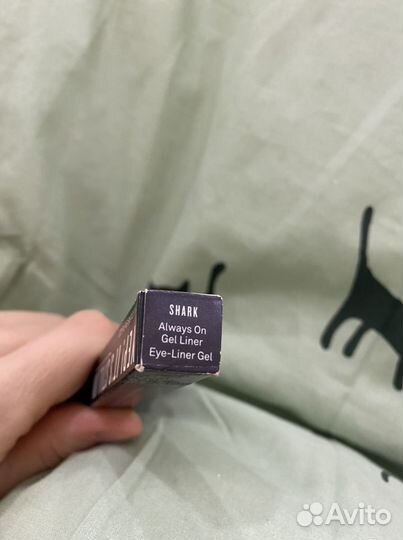 SHARK
Always On
Gel Liner
Eye-Liner Gel
Avito